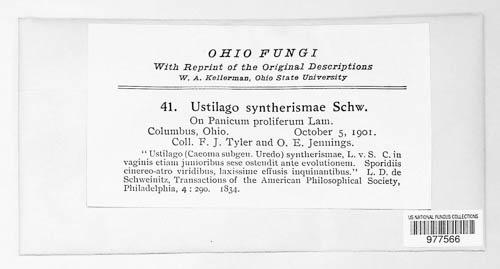 OHIO FUNGI
With Reprint of the Original Descriptions
W. A. Kellerman, Ohio State University
41. Ustilago syntherismae Schw.
On Panicum proliferum Lam.
Columbus, Ohio. October 5, 1901.
Coll. F. J. Tyler and O. E. Jennings.
"Ustilago (Caeoma subgen. Uredo) syntherismae, L. v. S. C. in
vaginis etiam junioribus sese ostendit ante evolutionem. Sporidiis
cinereo-atro viridibus, laxissime effusis inquinantibus." L. D. de
Schweinitz, Transactions of the American Philosophical Society,
Philadelphia, 4 : 290. 1834.
US NATIONAL FUNGUS COLLECTIONS
977566